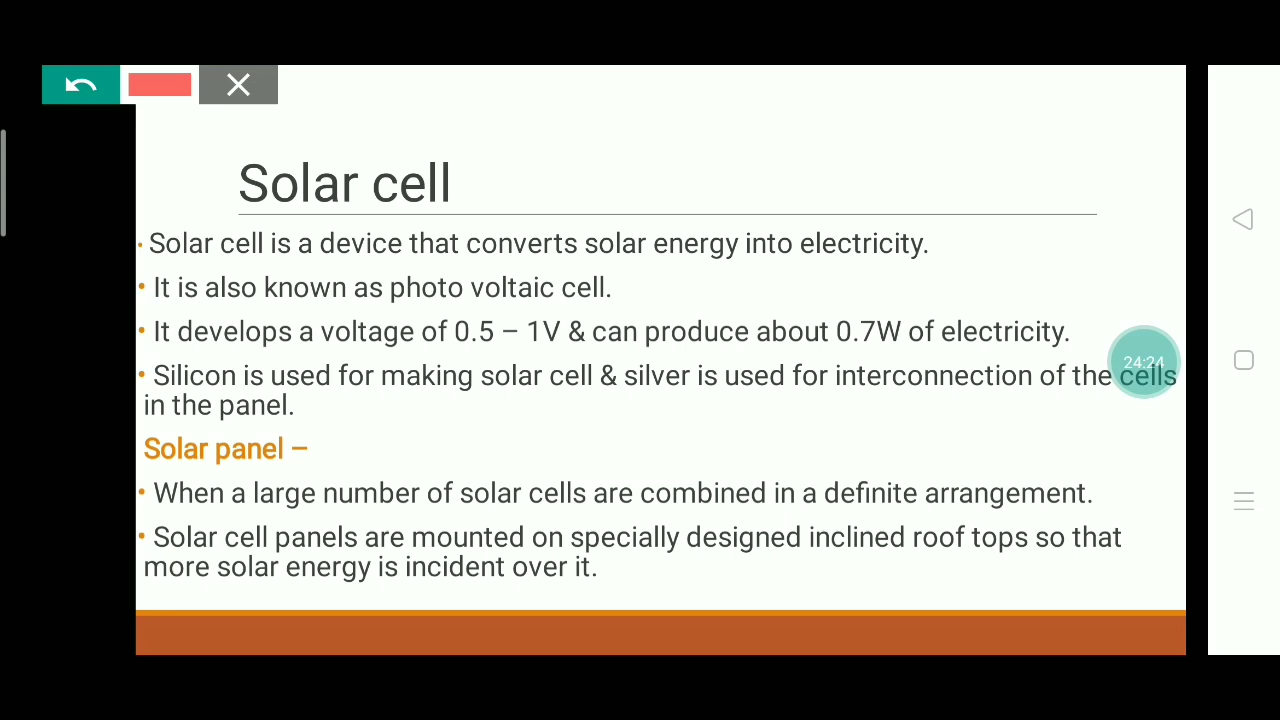 Solar cell
• Solar cell is a device that converts solar energy into electricity.
• It is also known as photo voltaic cell.
• It develops a voltage of 0.5 – 1V & can produce about 0.7W of electricity.
24:24
• Silicon is used for making solar cell & silver is used for interconnection of the cells
in the panel.
Solar panel –
• When a large number of solar cells are combined in a definite arrangement.
• Solar cell panels are mounted on specially designed inclined roof tops so that
more solar energy is incident over it.